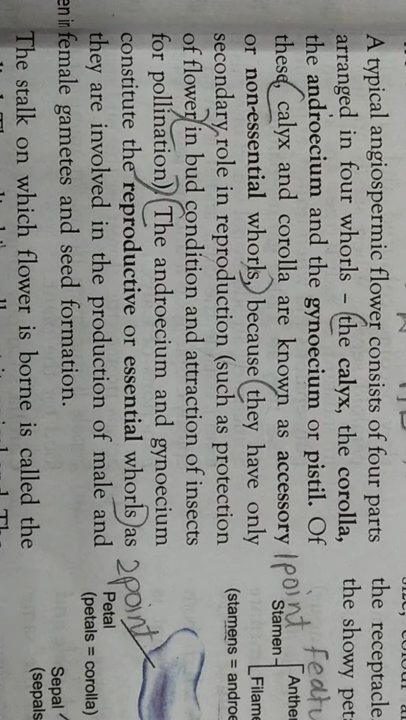 A typical angiospermic flower consists of four parts
arranged in four whorls – (the calyx, the corolla,
the androecium and the gynoecium or pistil. Of
these, calyx and corolla are known as accessory
or non-essential whorls, because they have only
secondary role in reproduction (such as protection
of flower in bud condition and attraction of insects
for pollination). The androecium and gynoecium
constitute the reproductive or essential whorls as
they are involved in the production of male and
female gametes and seed formation.
The stalk on which flower is borne is called the
the receptacle
the showy pet
1 point
2 point
Anthe
Stamen
Filame
(stamens = androe
Petal
(petals = corolla)
Sepal
(sepals